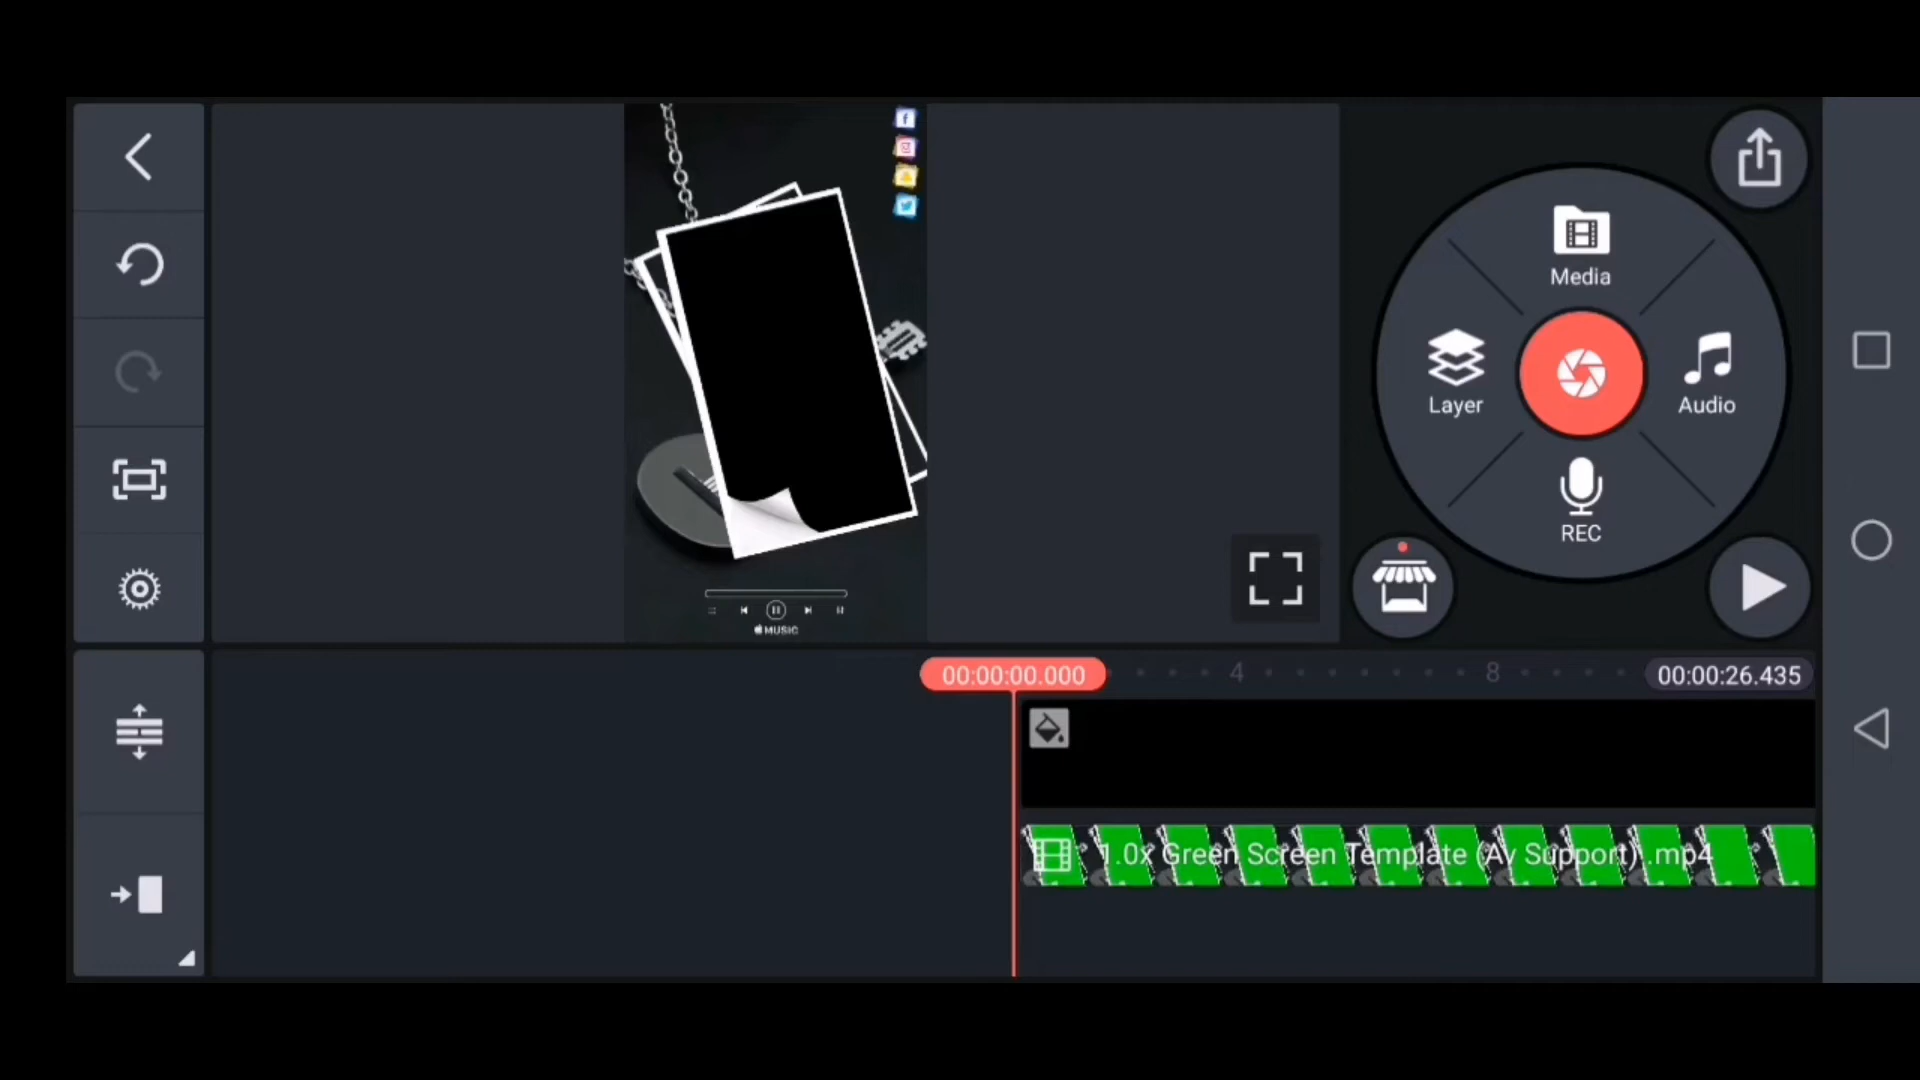 Media
Layer
Audio
REC
MUSIC
00:00:00.000
4
8
00:00:26.435
1.0x Green Screen Template (Av Support) .mp4